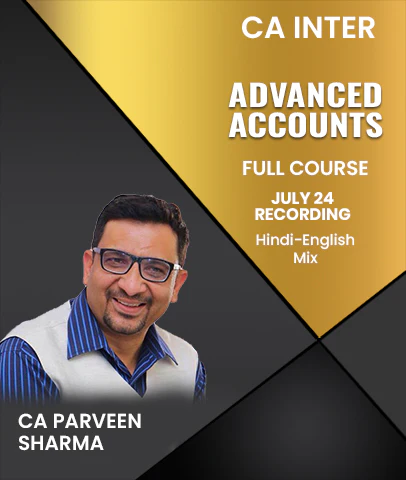 CA INTER
ADVANCED
ACCOUNTS
FULL COURSE
JULY 24
RECORDING
Hindi-English
Mix
CA PARVEEN
SHARMA